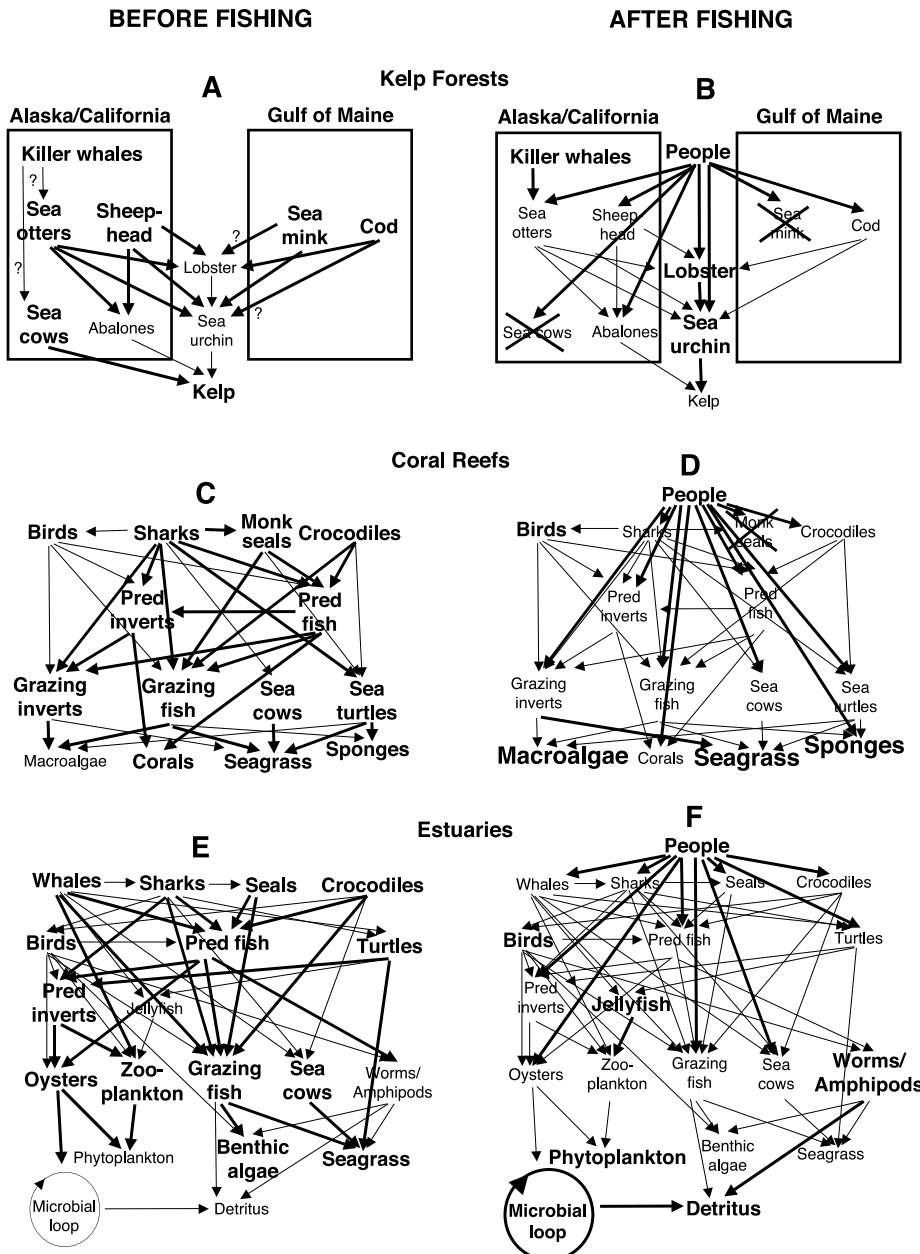 BEFORE FISHING
AFTER FISHING
Kelp Forests
A
B
Alaska/California
Gulf of Maine
Killer whales
?
?
Sea
otters
Sheep-
head
?
Sea
mink
Cod
Lobster
?
Sea
cows
Abalones
Sea
urchin
Kelp
Alaska/California
Gulf of Maine
Killer whales
People
Sea
otters
Sheep-
head
Sea
mink
Cod
Lobster
Sea cows
Abalones
Sea
urchin
Kelp
Coral Reefs
C
D
Birds
Sharks
Monk
seals
Crocodiles
Pred
inverts
Pred
fish
Grazing
inverts
Grazing
fish
Sea
cows
Sea
turtles
Macroalgae
Corals
Seagrass
Sponges
People
Birds
Sharks
Monk
seals
Crocodiles
Pred
inverts
Pred
fish
Grazing
inverts
Grazing
fish
Sea
cows
Sea
turtles
Macroalgae
Corals
Seagrass
Sponges
Estuaries
E
F
Whales
Sharks
Seals
Crocodiles
Birds
Pred fish
Turtles
Pred
inverts
Jellyfish
Oysters
Zoo-
plankton
Grazing
fish
Sea
cows
Worms/
Amphipods
Phytoplankton
Benthic
algae
Seagrass
Microbial
loop
Detritus
People
Whales
Sharks
Seals
Crocodiles
Birds
Pred fish
Turtles
Pred
inverts
Jellyfish
Oysters
Zoo-
plankton
Grazing
fish
Sea
cows
Worms/
Amphipods
Phytoplankton
Benthic
algae
Seagrass
Microbial
loop
Detritus